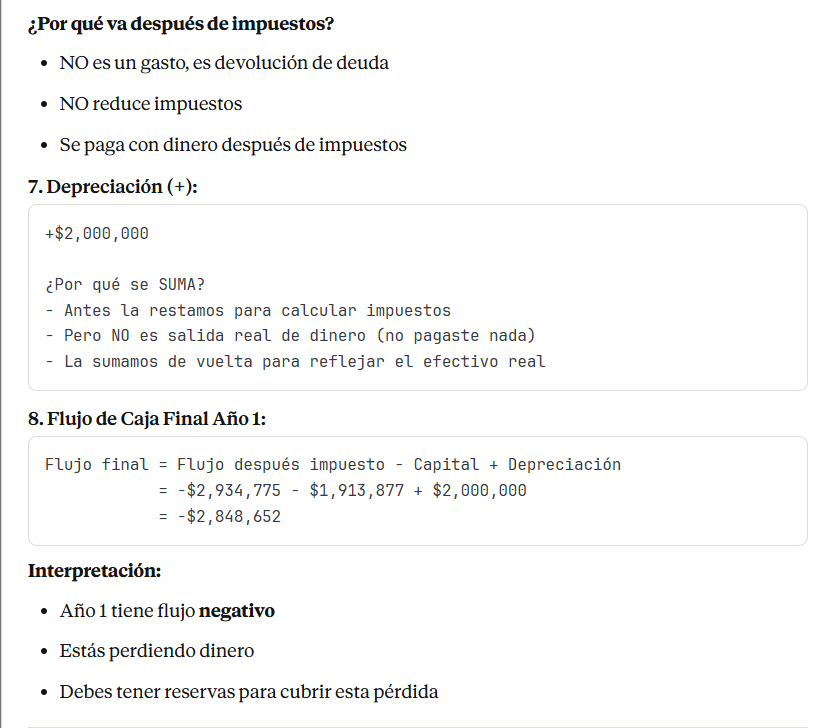 ¿Por qué va después de impuestos?
• NO es un gasto, es devolución de deuda
• NO reduce impuestos
• Se paga con dinero después de impuestos
7. Depreciación (+):
+$2,000,000
¿Por qué se SUMA?
- Antes la restamos para calcular impuestos
- Pero NO es salida real de dinero (no pagaste nada)
- La sumamos de vuelta para reflejar el efectivo real
8. Flujo de Caja Final Año 1:
Flujo final = Flujo después impuesto - Capital + Depreciación
= -$2,934,775 - $1,913,877 + $2,000,000
= -$2,848,652
Interpretación:
• Año 1 tiene flujo negativo
• Estás perdiendo dinero
• Debes tener reservas para cubrir esta pérdida